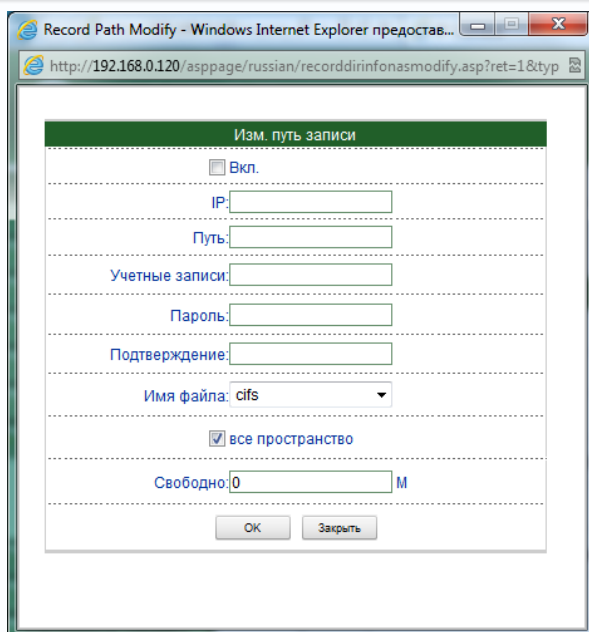 Record Path Modify - Windows Internet Explorer предостав...
http://192.168.0.120/asppage/russian/recorddirinfonasmodify.asp?ret=1&typ
Изм. путь записи
Вкл.
IP:
Путь:
Учетные записи:
Пароль:
Подтверждение:
Имя файла: cifs
все пространство
Свободно: 0 M
OK Закрыть